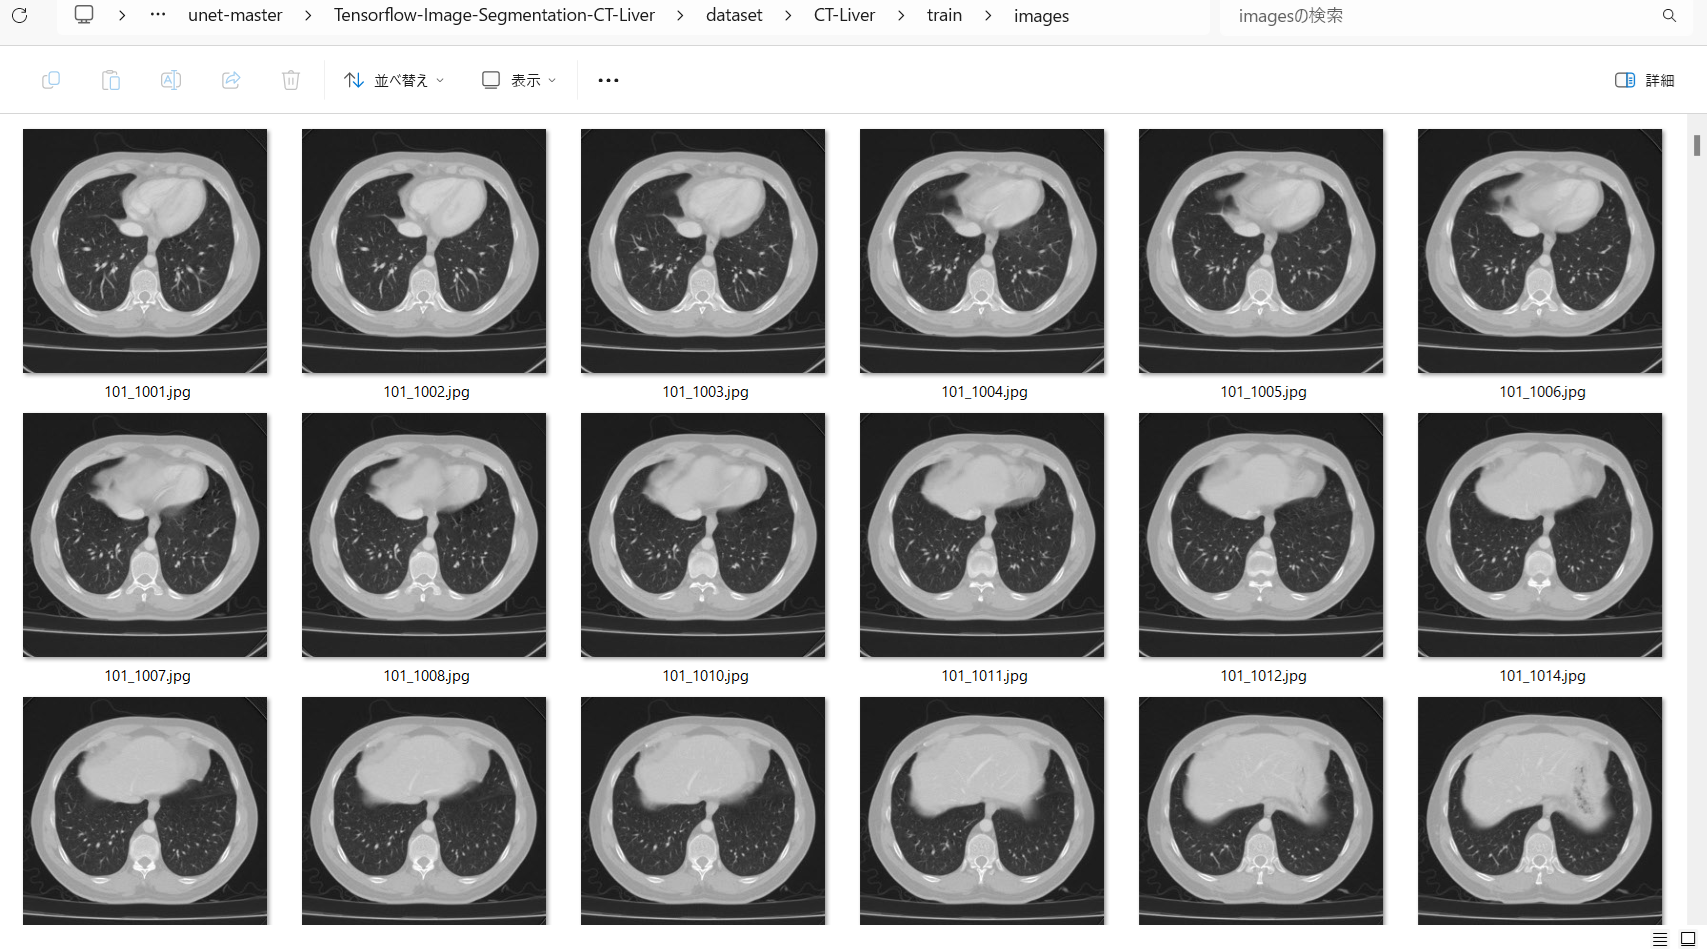 unet-master > Tensorflow-Image-Segmentation-CT-Liver > dataset > CT-Liver > train > images imagesの検索
並べ替え 表示 詳細
101_1001.jpg 101_1002.jpg 101_1003.jpg 101_1004.jpg 101_1005.jpg 101_1006.jpg
101_1007.jpg 101_1008.jpg 101_1010.jpg 101_1011.jpg 101_1012.jpg 101_1014.jpg